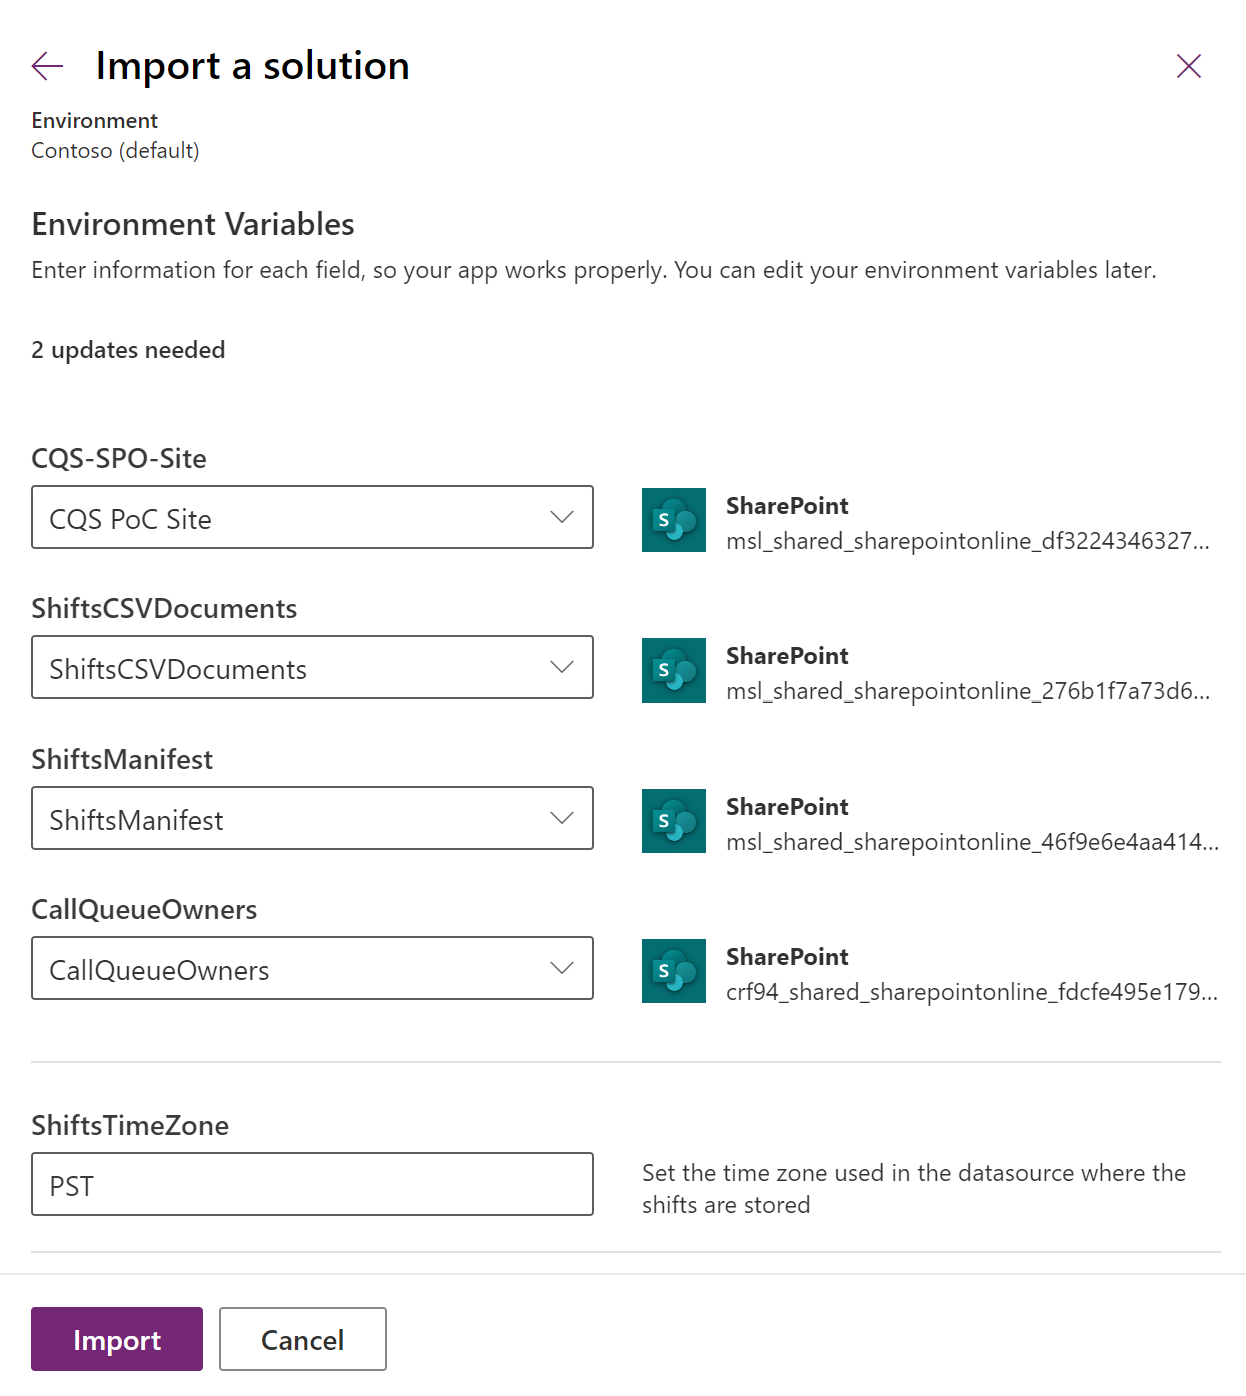 Import a solution
Environment
Contoso (default)
Environment Variables
Enter information for each field, so your app works properly. You can edit your environment variables later.
2 updates needed
CQS-SPO-Site
CQS PoC Site
S
SharePoint
msl_shared_sharepointonline_df3224346327...
ShiftsCSVDocuments
ShiftsCSVDocuments
S
SharePoint
msl_shared_sharepointonline_276b1f7a73d6...
ShiftsManifest
ShiftsManifest
S
SharePoint
msl_shared_sharepointonline_46f9e6e4aa414...
CallQueueOwners
CallQueueOwners
S
SharePoint
crf94_shared_sharepointonline_fdcfe495e179...
ShiftsTimeZone
PST
Set the time zone used in the datasource where the
shifts are stored
Import
Cancel